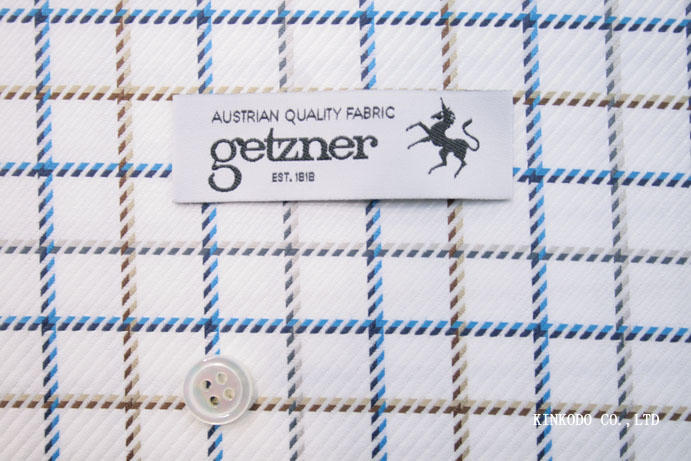 AUSTRIAN QUALITY FABRIC
getzner
EST. 1818
KINKODO CO.,LTD